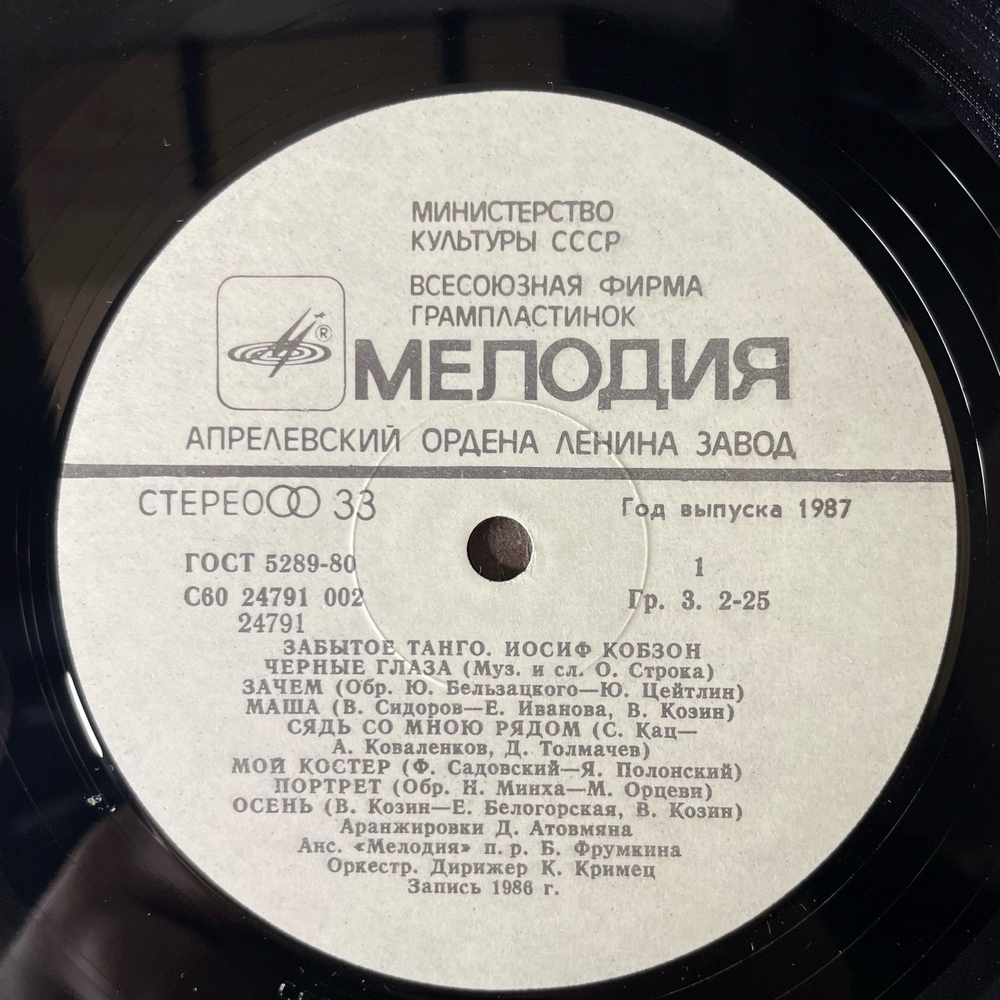 МИНИСТЕРСТВО
КУЛЬТУРЫ СССР
ВСЕСОЮЗНАЯ ФИРМА
ГРАМПЛАСТИНОК
®
МЕЛОДИЯ
АПРЕЛЕВСКИЙ ОРДЕНА ЛЕНИНА ЗАВОД
СТЕРЕО 33
Год выпуска 1987
ГОСТ 5289-80
1
С60 24791 002
Гр. 3. 2-25
24791
ЗАБЫТОЕ ТАНГО. ИОСИФ КОБЗОН
ЧЕРНЫЕ ГЛАЗА (Муз. и сл. О. Строка)
ЗАЧЕМ (Обр. Ю. Бельзацкого—Ю. Цейтлин)
МАША (В. Сидоров—Е. Иванова, В. Козин)
СЯДЬ СО МНОЮ РЯДОМ (С. Кац—
А. Коваленков, Д. Толмачев)
МОЙ КОСТЕР (Ф. Садовский—Я. Полонский)
ПОРТРЕТ (Обр. Н. Минха—М. Орцеви)
ОСЕНЬ (В. Козин—Е. Белогорская, В. Козин)
Аранжировки Д. Атовмяна
Анс. «Мелодия» п. р. Б. Фрумкина
Оркестр. Дирижер К. Кримец
Запись 1986 г.